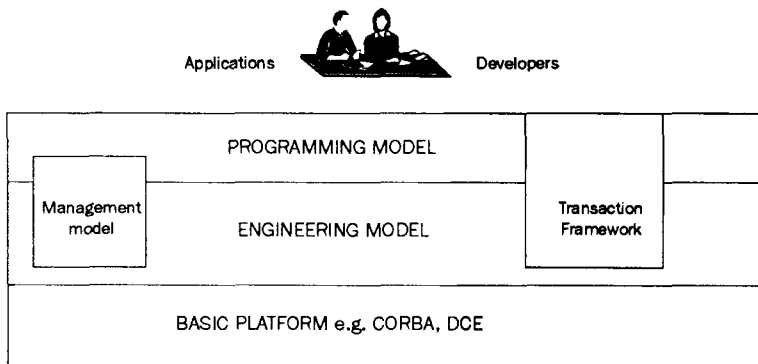 Applications
Developers
PROGRAMMING MODEL
Management
model
ENGINEERING MODEL
Transaction
Framework
BASIC PLATFORM e.g. CORBA, DCE